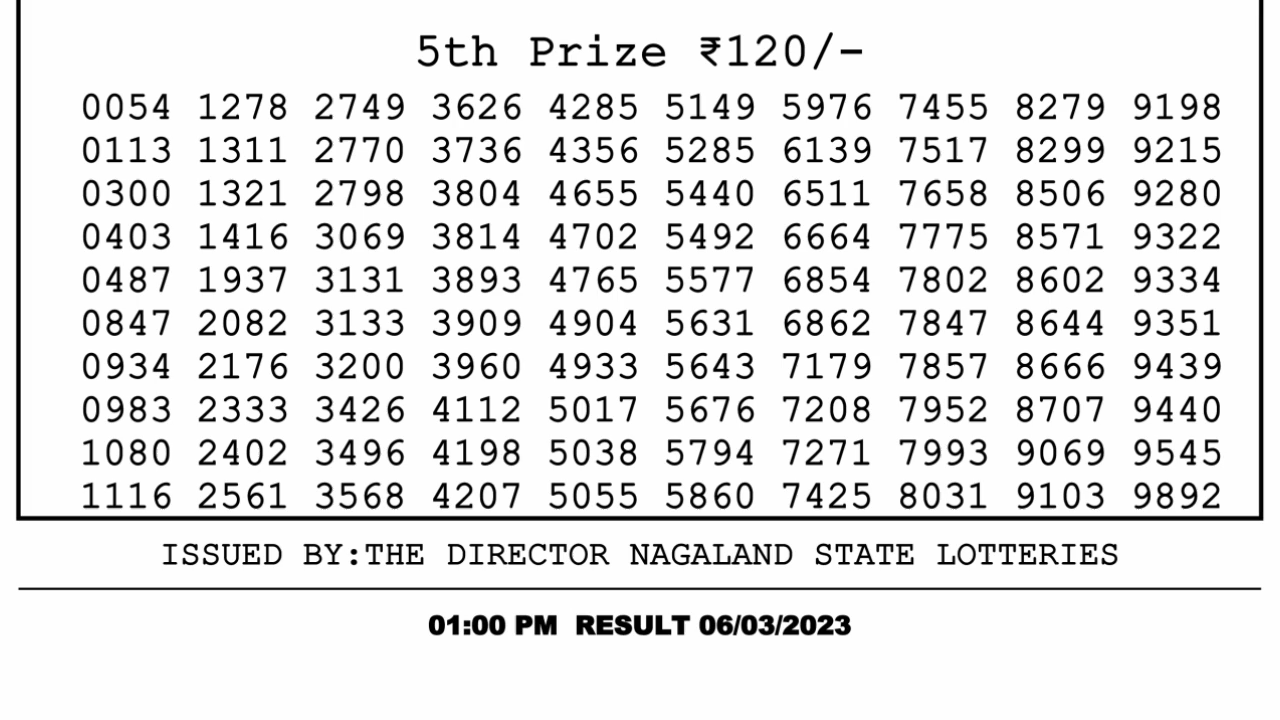 5th Prize ₹120/-
0054 1278 2749 3626 4285 5149 5976 7455 8279 9198
0113 1311 2770 3736 4356 5285 6139 7517 8299 9215
0300 1321 2798 3804 4655 5440 6511 7658 8506 9280
0403 1416 3069 3814 4702 5492 6664 7775 8571 9322
0487 1937 3131 3893 4765 5577 6854 7802 8602 9334
0847 2082 3133 3909 4904 5631 6862 7847 8644 9351
0934 2176 3200 3960 4933 5643 7179 7857 8666 9439
0983 2333 3426 4112 5017 5676 7208 7952 8707 9440
1080 2402 3496 4198 5038 5794 7271 7993 9069 9545
1116 2561 3568 4207 5055 5860 7425 8031 9103 9892
ISSUED BY:THE DIRECTOR NAGALAND STATE LOTTERIES
01:00 PM RESULT 06/03/2023